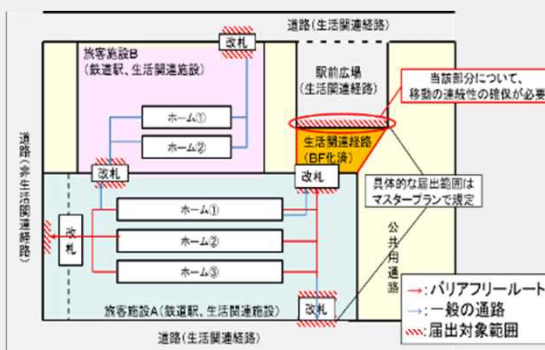 道路(生活関連経路)
改札
旅客施設B
(鉄道駅、生活関連施設)
駅前広場
(生活関連経路)
当該部分について、
移動の連続性の確保が必要
ホーム①
ホーム②
生活関連経路
(BF化済)
道路(非生活関連経路)
改札
改札
具体的な届出範囲は
マスタープランで規定
ホーム①
改札
ホーム②
ホーム③
公共用通路
旅客施設A(鉄道駅、生活関連施設)
改札
道路(生活関連経路)
→:バリアフリールート
→:一般の通路
:届出対象範囲